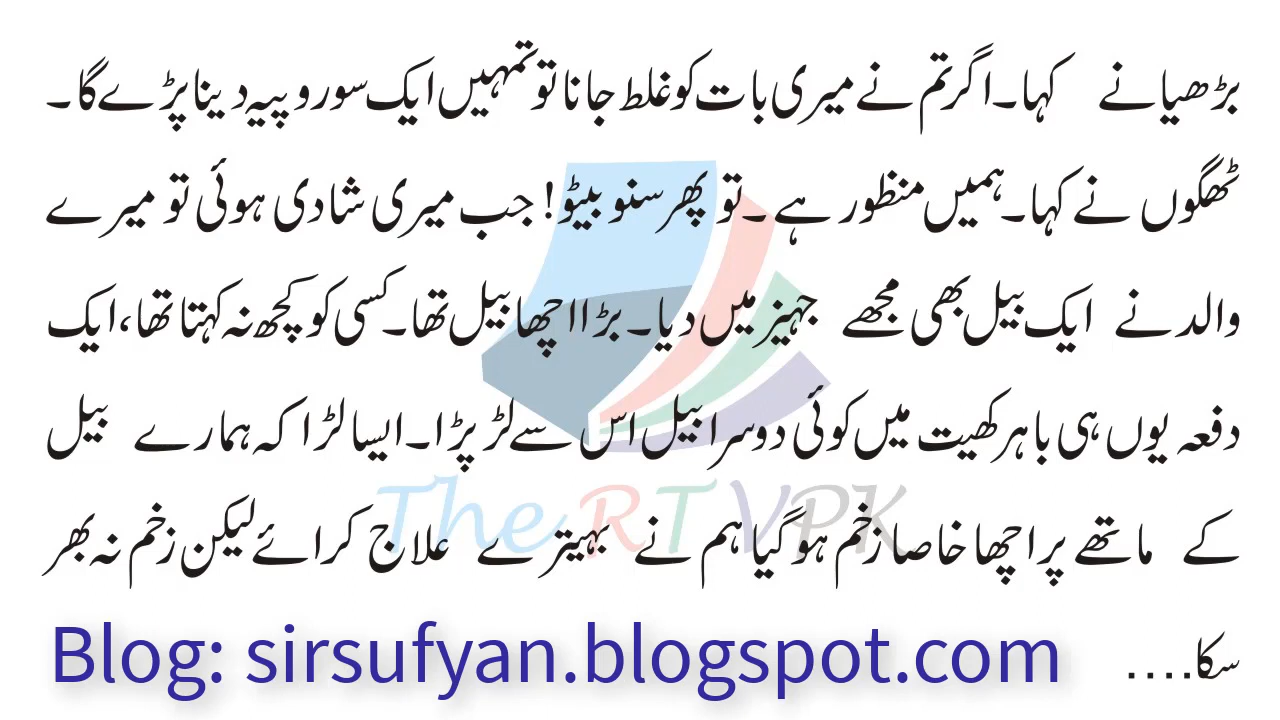 بڑھیا نے کہا۔ اگر تم نے میری بات کو غلط جانا تو تمہیں ایک سو روپیہ دینا پڑے گا۔
ٹھگوں نے کہا۔ ہمیں منظور ہے۔ تو پھر سنو بیٹو! جب میری شادی ہوئی تو میرے
والد نے ایک بیل بھی مجھے جہیز میں دیا۔ بڑا اچھا بیل تھا۔ کسی کو کچھ نہ کہتا تھا، ایک
دفعہ یوں ہی باہر کھیت میں کوئی دوسرا بیل اس سے لڑ پڑا۔ ایسا لڑا کہ ہمارے بیل
The RTVPK
کے ماتھے پر اچھا خاصا زخم ہو گیا ہم نے بہیترے علاج کرائے لیکن زخم نہ بھر
سکا....
Blog: sirsufyan.blogspot.com